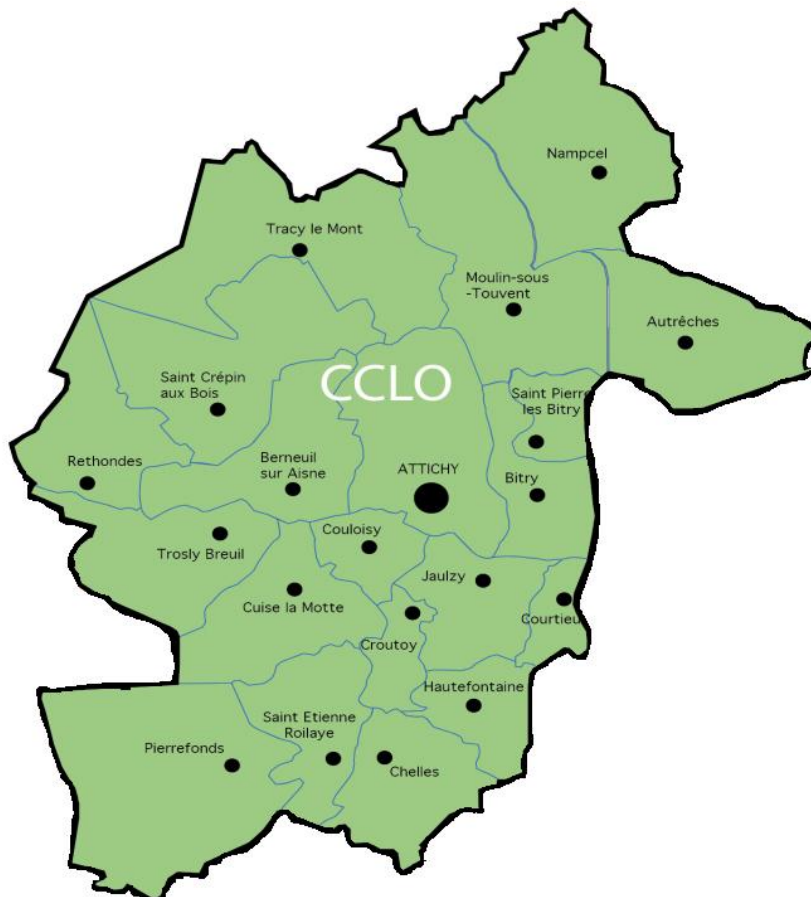 Nampcel
Tracy le Mont
Moulin-sous
-Touvent
Autrêches
CCLO
Saint Crépin
aux Bois
Saint Pierre
les Bitry
Rethondes
Berneuil
sur Aisne
ATTICHY
Bitry
Couloisy
Trosly Breuil
Jaulzy
Cuise la Motte
Courtieu
Croutoy
Hautefontaine
Saint Etienne
Roilaye
Pierrefonds
Chelles